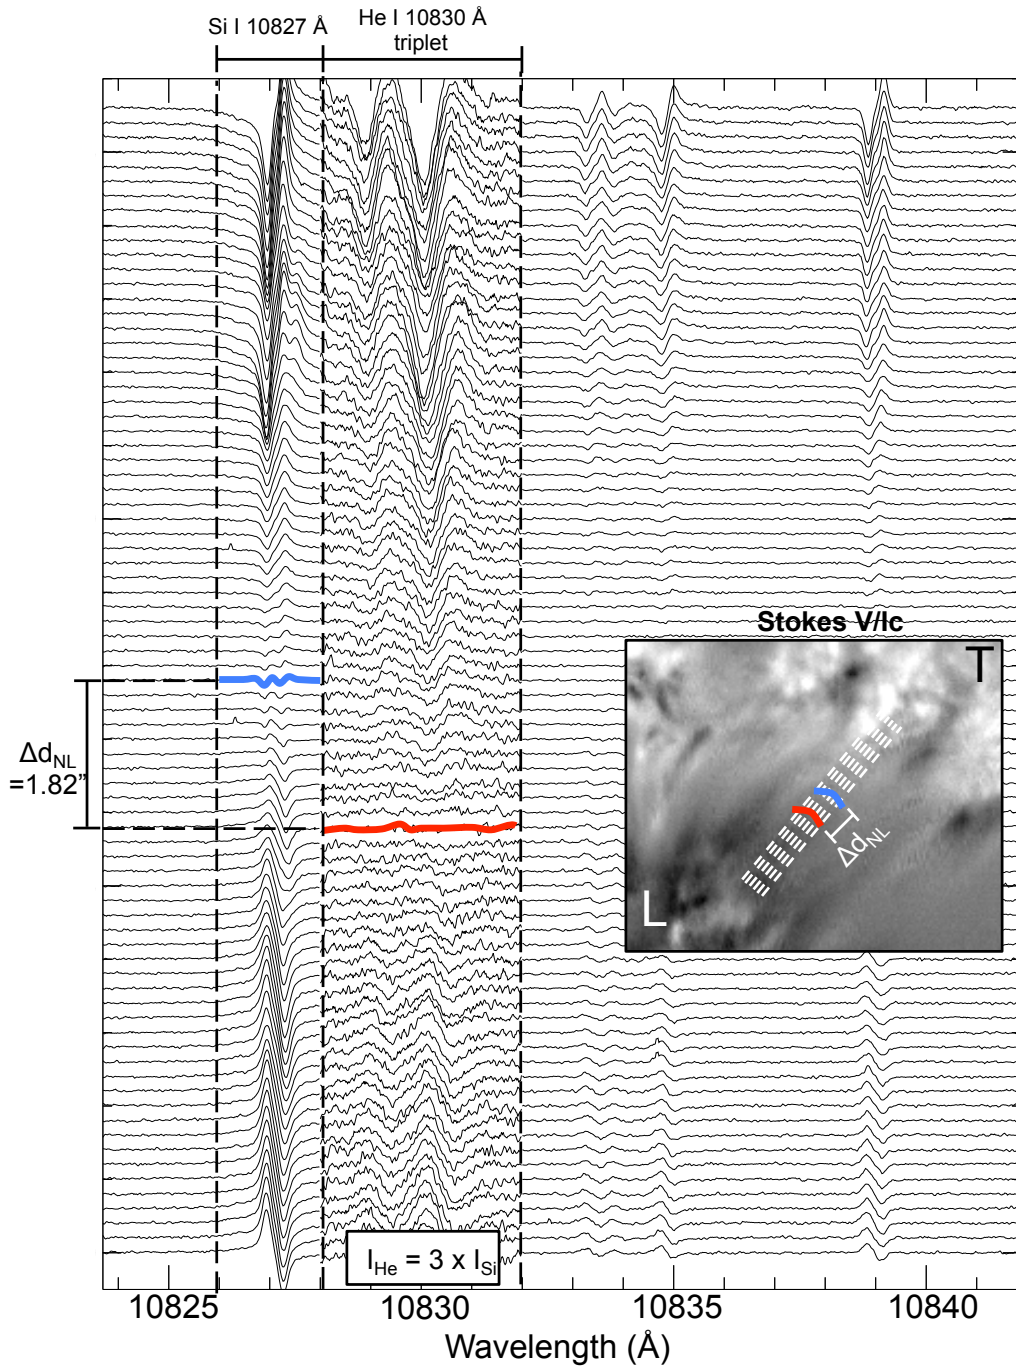 Si I 10827 Å
He I 10830 Å
triplet
Stokes V/Ic
T
Δd_NL
=1.82"
Δd_NL
L
I_He = 3 x I_Si
10825
10830
10835
10840
Wavelength (Å)